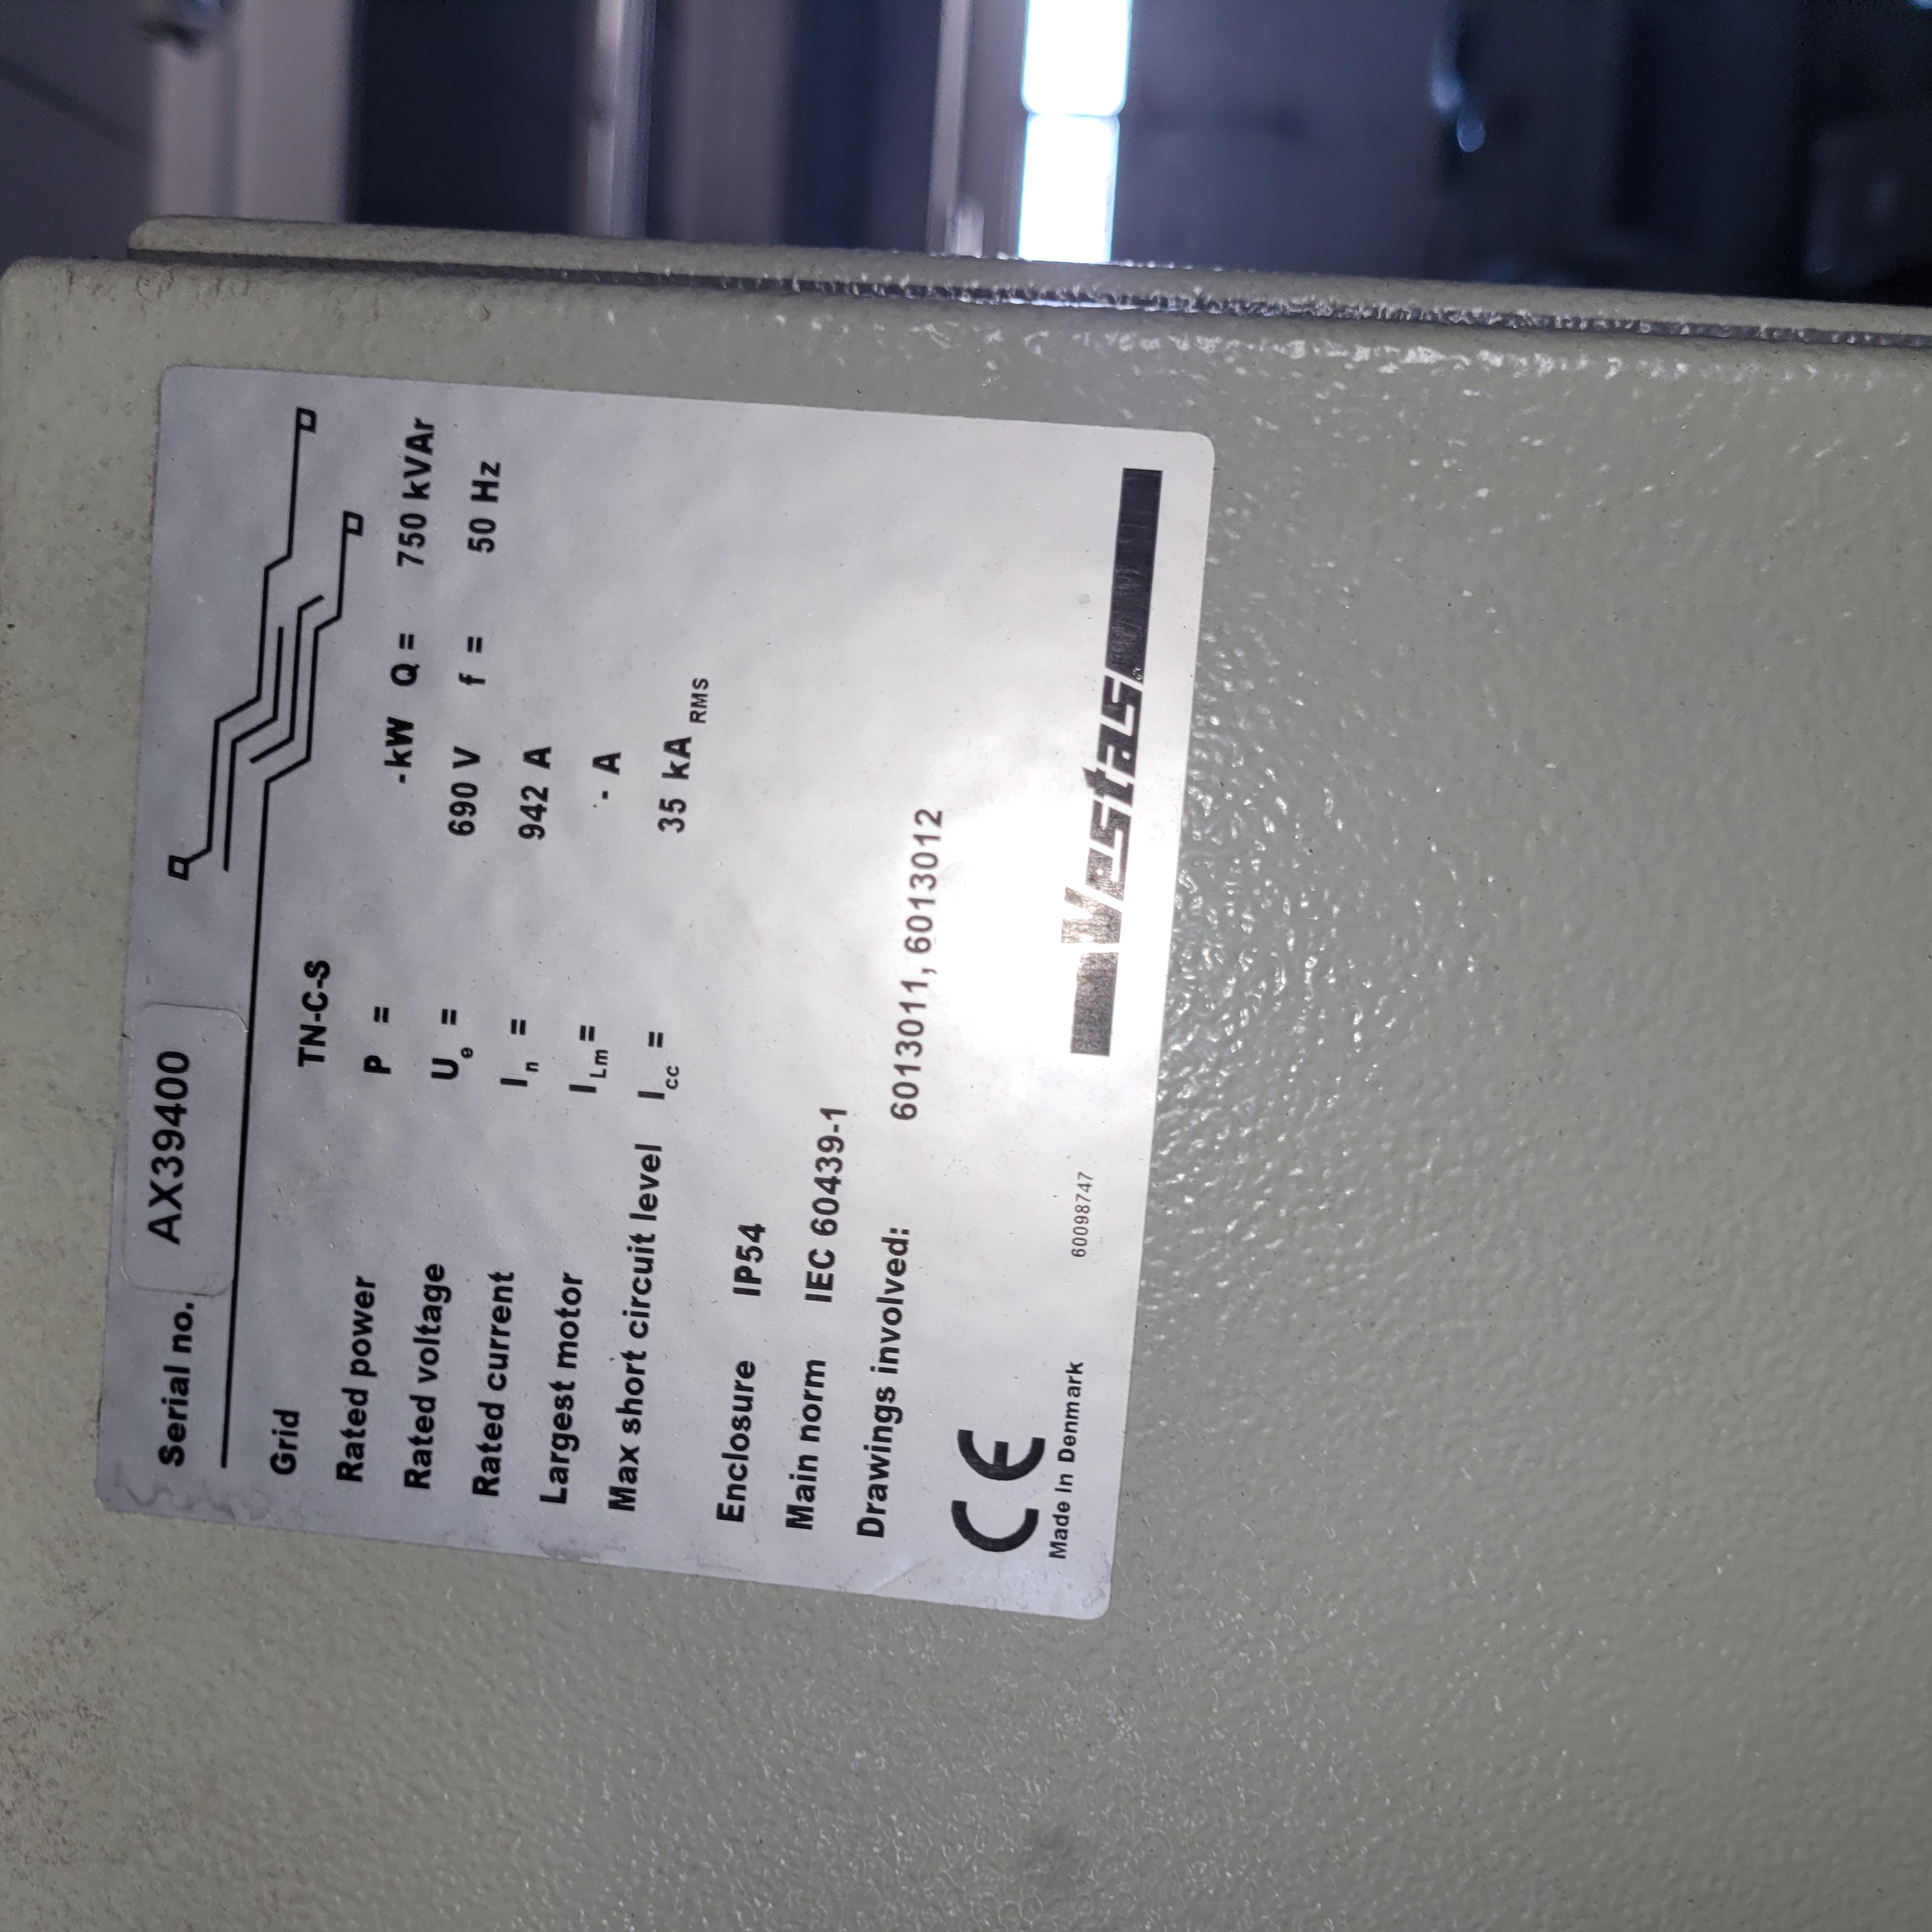 Serial no. AX39400
Grid TN-C-S
Rated power P = -kW Q = 750 kVAr
Rated voltage Ue = 690 V f = 50 Hz
Rated current In = 942 A
Largest motor ILm = - A
Max short circuit level Icc = 35 kA RMS
Enclosure IP54
Main norm IEC 60439-1
Drawings involved: 6013011, 6013012
CE
Made in Denmark 60098747
Vestas